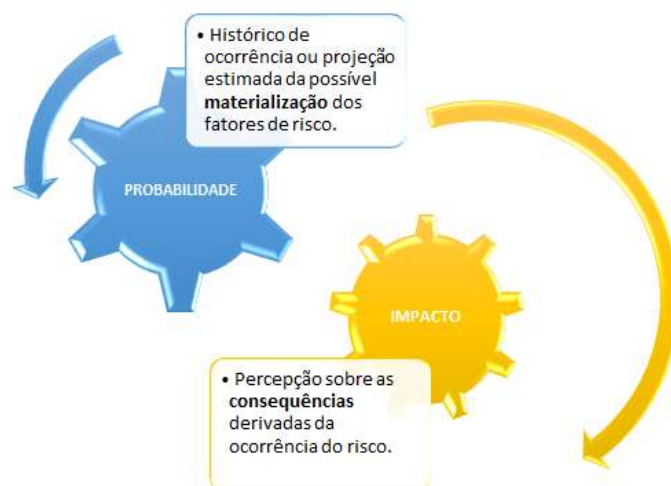 • Histórico de
ocorrência ou projeção
estimada da possível
materialização dos
fatores de risco.
PROBABILIDADE
IMPACTO
• Percepção sobre as
consequências
derivadas da
ocorrência do risco.